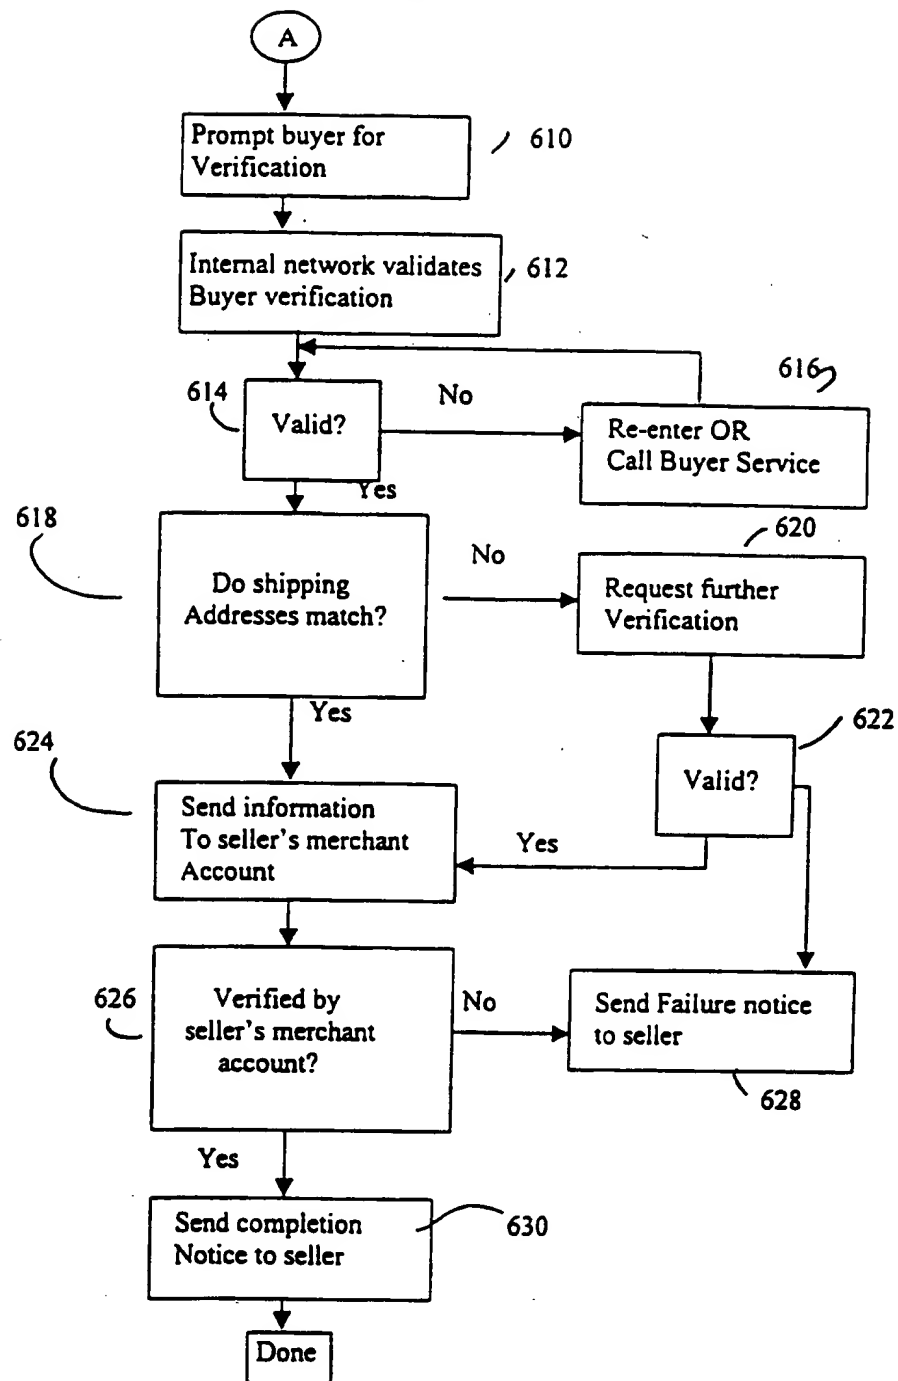 A
Prompt buyer for
Verification
610
Internal network validates
Buyer verification
612
614
Valid?
No
616
Re-enter OR
Call Buyer Service
Yes
618
Do shipping
Addresses match?
No
620
Request further
Verification
Yes
622
Valid?
624
Send information
To seller's merchant
Account
Yes
626
Verified by
seller's merchant
account?
No
Send Failure notice
to seller
628
Yes
Send completion
Notice to seller
630
Done